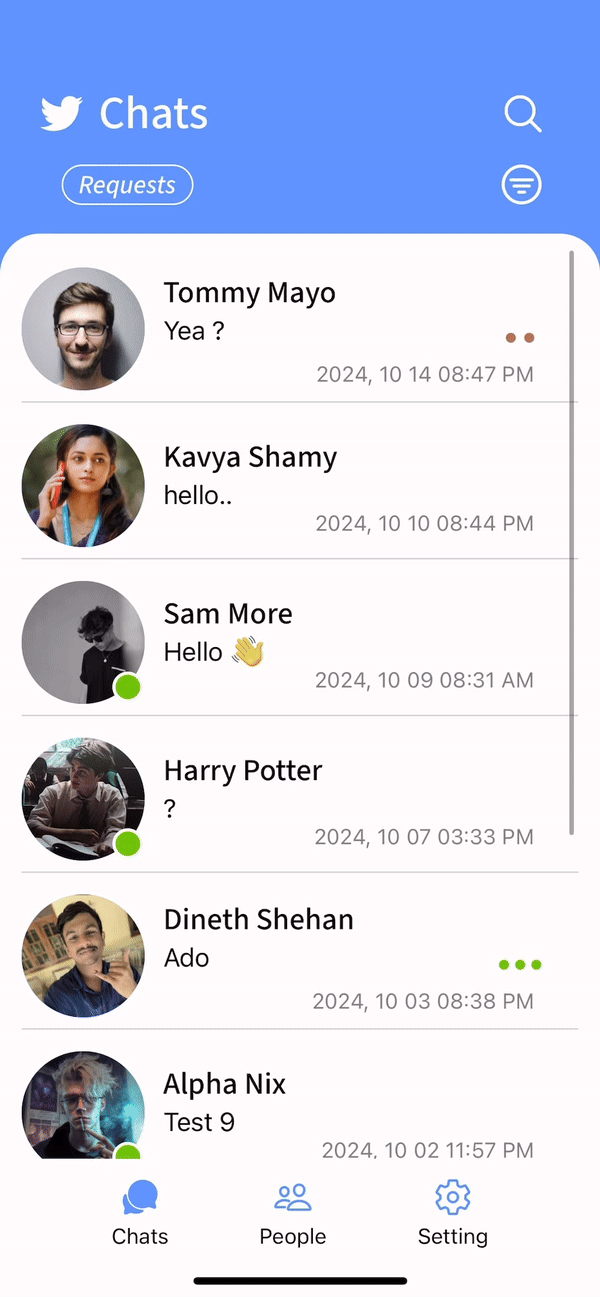 Chats
Requests
Tommy Mayo
Yea ?
2024, 10 14 08:47 PM
Kavya Shamy
hello..
2024, 10 10 08:44 PM
Sam More
Hello 👋
2024, 10 09 08:31 AM
Harry Potter
?
2024, 10 07 03:33 PM
Dineth Shehan
Ado
2024, 10 03 08:38 PM
Alpha Nix
Test 9
2024, 10 02 11:57 PM
Chats
People
Setting